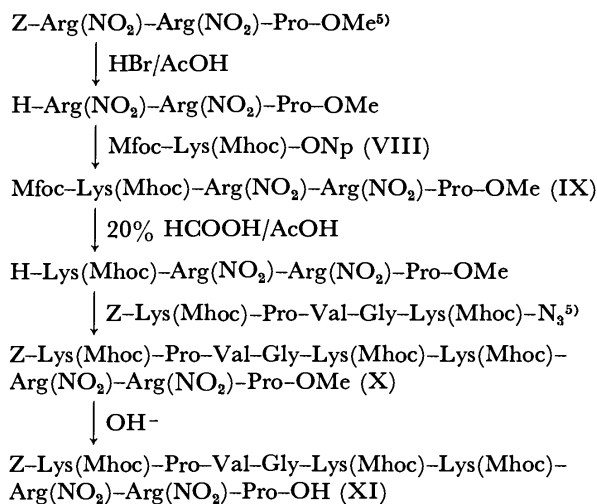 Z–Arg(NO₂)–Arg(NO₂)–Pro–OMe⁵⁾
HBr/AcOH
H–Arg(NO₂)–Arg(NO₂)–Pro–OMe
Mfoc–Lys(Mhoc)–ONp (VIII)
Mfoc–Lys(Mhoc)–Arg(NO₂)–Arg(NO₂)–Pro–OMe (IX)
20% HCOOH/AcOH
H–Lys(Mhoc)–Arg(NO₂)–Arg(NO₂)–Pro–OMe
Z–Lys(Mhoc)–Pro–Val–Gly–Lys(Mhoc)–N₃⁵⁾
Z–Lys(Mhoc)–Pro–Val–Gly–Lys(Mhoc)–Lys(Mhoc)–
Arg(NO₂)–Arg(NO₂)–Pro–OMe (X)
OH⁻
Z–Lys(Mhoc)–Pro–Val–Gly–Lys(Mhoc)–Lys(Mhoc)–
Arg(NO₂)–Arg(NO₂)–Pro–OH (XI)